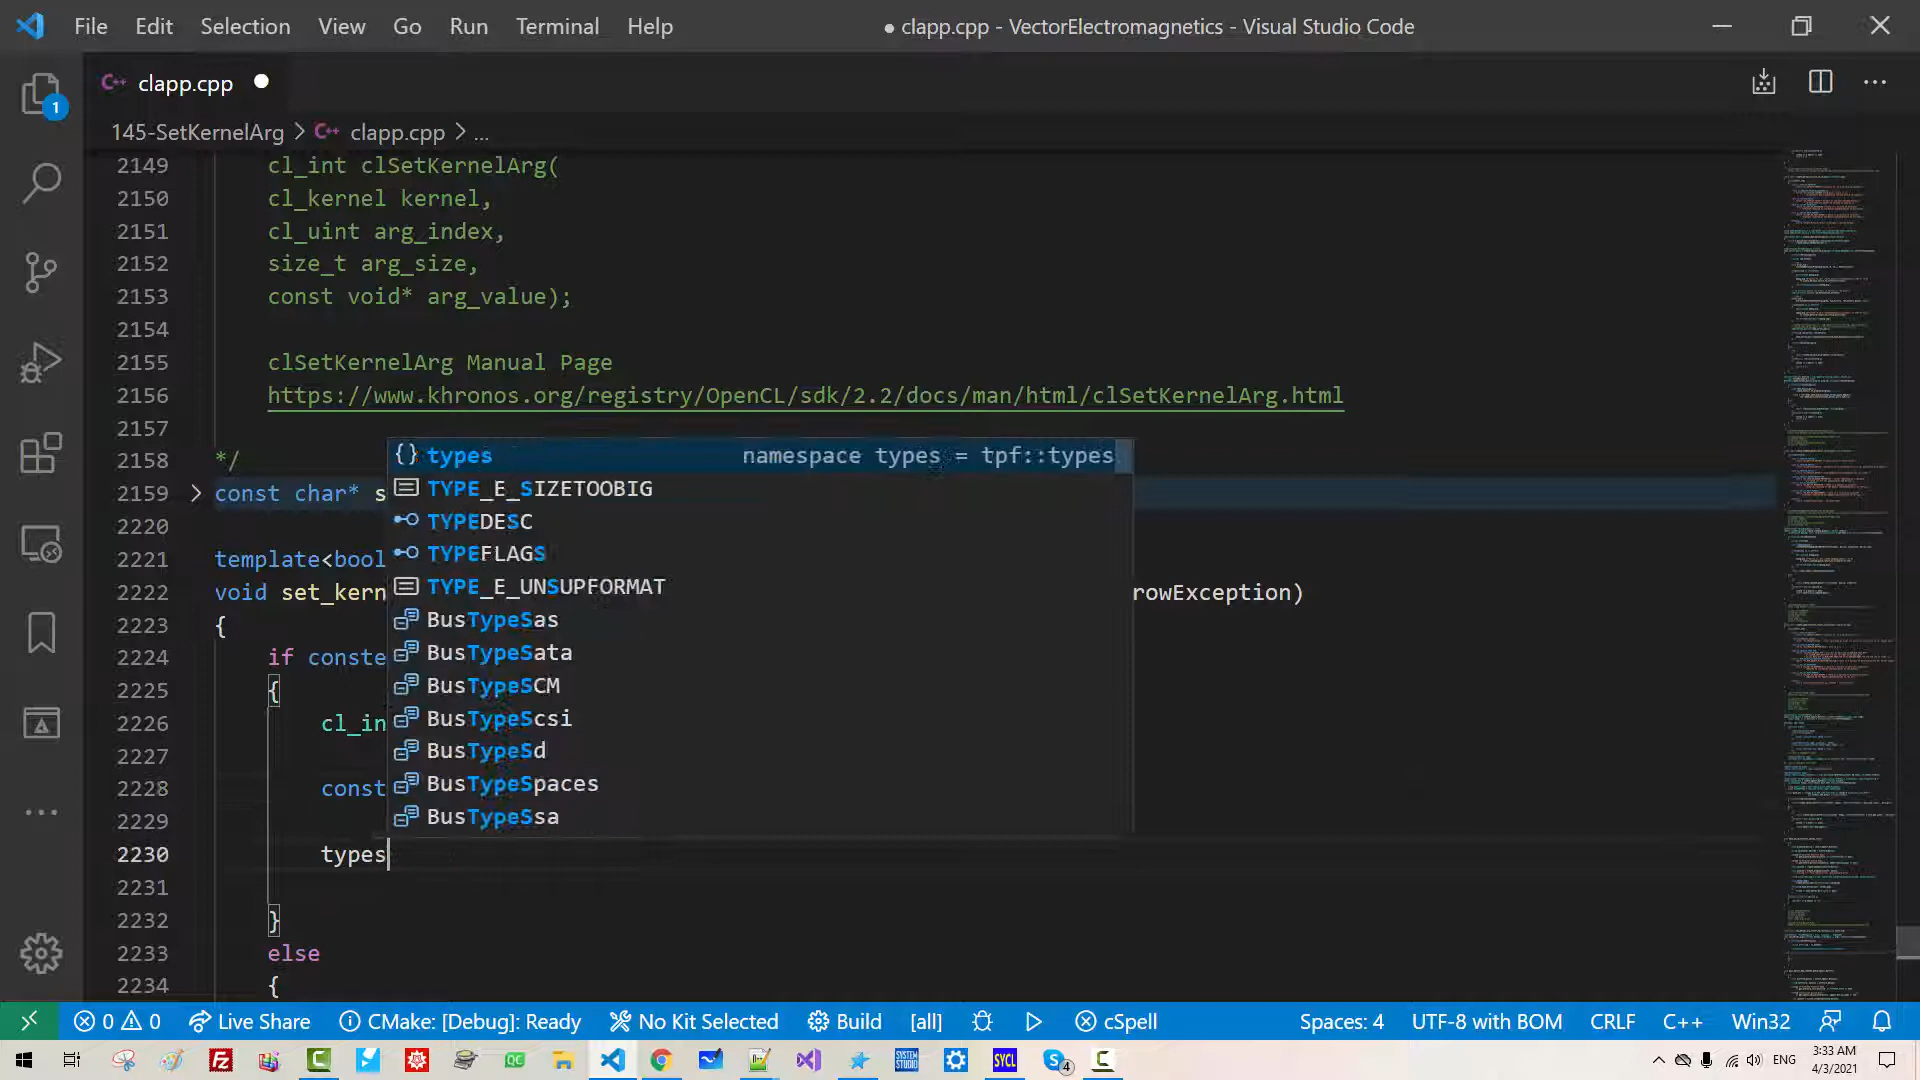 File Edit Selection View Go Run Terminal Help ● clapp.cpp - VectorElectromagnetics - Visual Studio Code
C++ clapp.cpp ●
145-SetKernelArg > C++ clapp.cpp > ...
2149 cl_int clSetKernelArg(
2150 cl_kernel kernel,
2151 cl_uint arg_index,
2152 size_t arg_size,
2153 const void* arg_value);
2154
2155 clSetKernelArg Manual Page
2156 https://www.khronos.org/registry/OpenCL/sdk/2.2/docs/man/html/clSetKernelArg.html
2157
2158 */
2159 > const char* s
2220
2221 template<bool
2222 void set_kern rowException)
2223 {
2224 if conste
2225 {
2226 cl_in
2227
2228 const
2229
2230 types
2231
2232 }
2233 else
2234 {
{} types namespace types = tpf::types
TYPE_E_SIZETOOBIG
TYPEDESC
TYPEFLAGS
TYPE_E_UNSUPFORMAT
BusTypeSas
BusTypeSata
BusTypeSCM
BusTypeScsi
BusTypeSd
BusTypeSpaces
BusTypeSsa
1
0 0 Live Share CMake: [Debug]: Ready No Kit Selected Build [all] cSpell Spaces: 4 UTF-8 with BOM CRLF C++ Win32
QC SYSTEM STUDIO SYCL 4 ENG 3:33 AM
4/3/2021